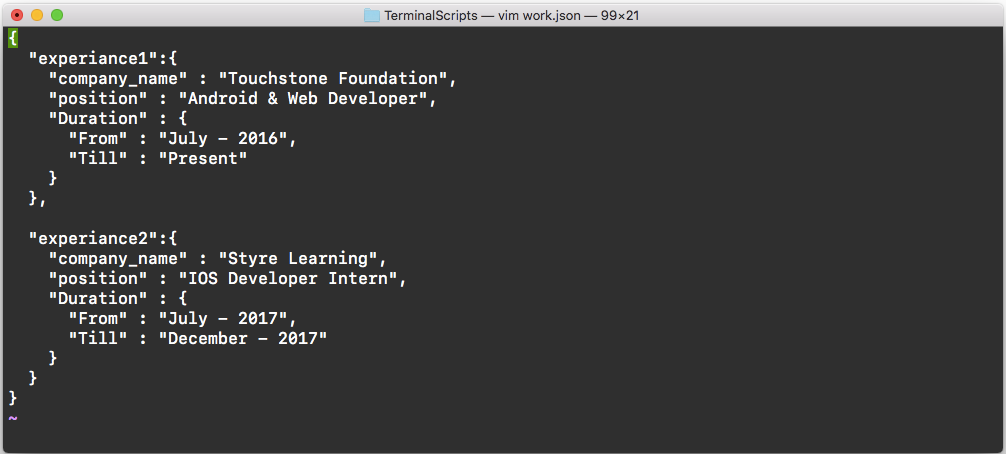 TerminalScripts — vim work.json — 99×21
{
  "experiance1":{
    "company_name" : "Touchstone Foundation",
    "position" : "Android & Web Developer",
    "Duration" : {
      "From" : "July - 2016",
      "Till" : "Present"
    }
  },

  "experiance2":{
    "company_name" : "Styre Learning",
    "position" : "IOS Developer Intern",
    "Duration" : {
      "From" : "July - 2017",
      "Till" : "December - 2017"
    }
  }
}
~